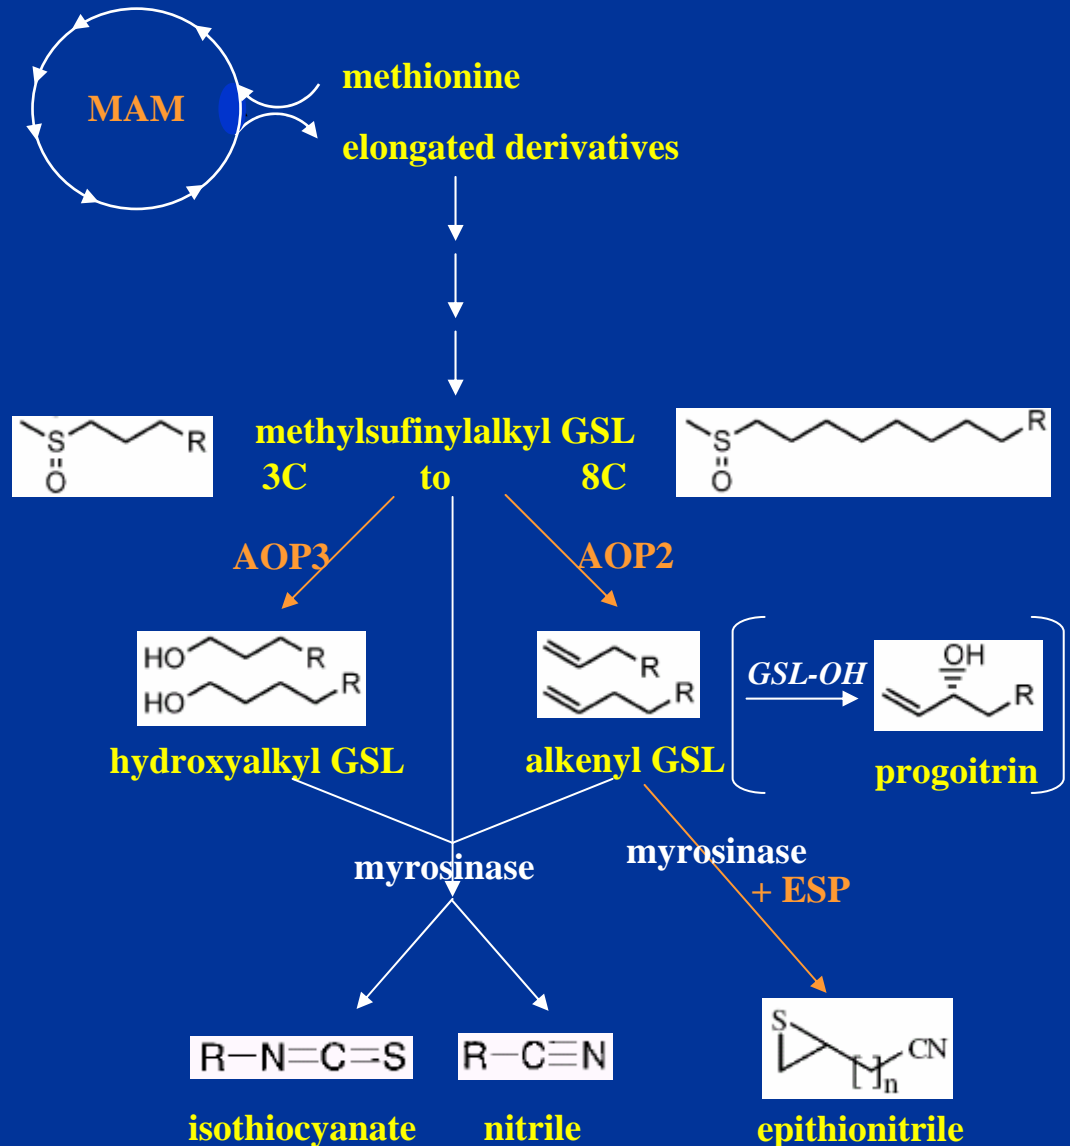 methionine
MAM
elongated derivatives
methylsufinylalkyl GSL
3C to 8C
S
O
R
S
O
R
AOP3
AOP2
HO
R
HO
R
R
R
GSL-OH
OH
R
hydroxyalkyl GSL
alkenyl GSL
progoitrin
myrosinase
myrosinase
+ ESP
R-N=C=S
R-C≡N
S
[ ]n
CN
isothiocyanate
nitrile
epithionitrile